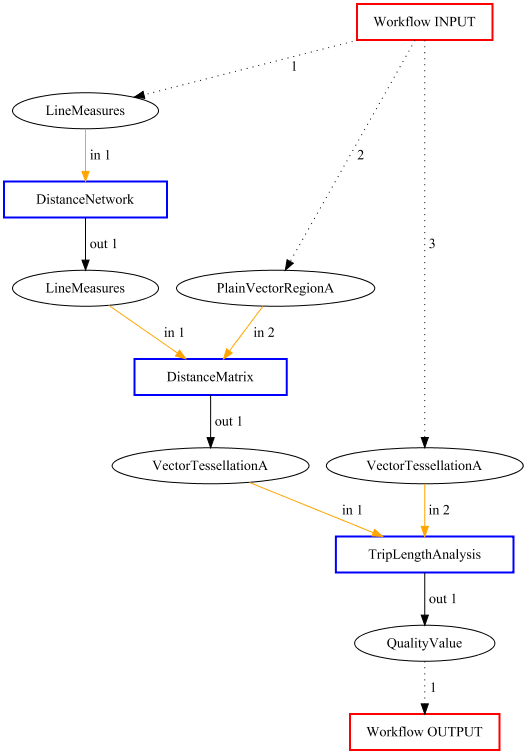 Workflow INPUT
1
LineMeasures
in 1
2
DistanceNetwork
out 1
3
LineMeasures
PlainVectorRegionA
in 1
in 2
DistanceMatrix
out 1
VectorTessellationA
VectorTessellationA
in 1
in 2
TripLengthAnalysis
out 1
QualityValue
1
Workflow OUTPUT